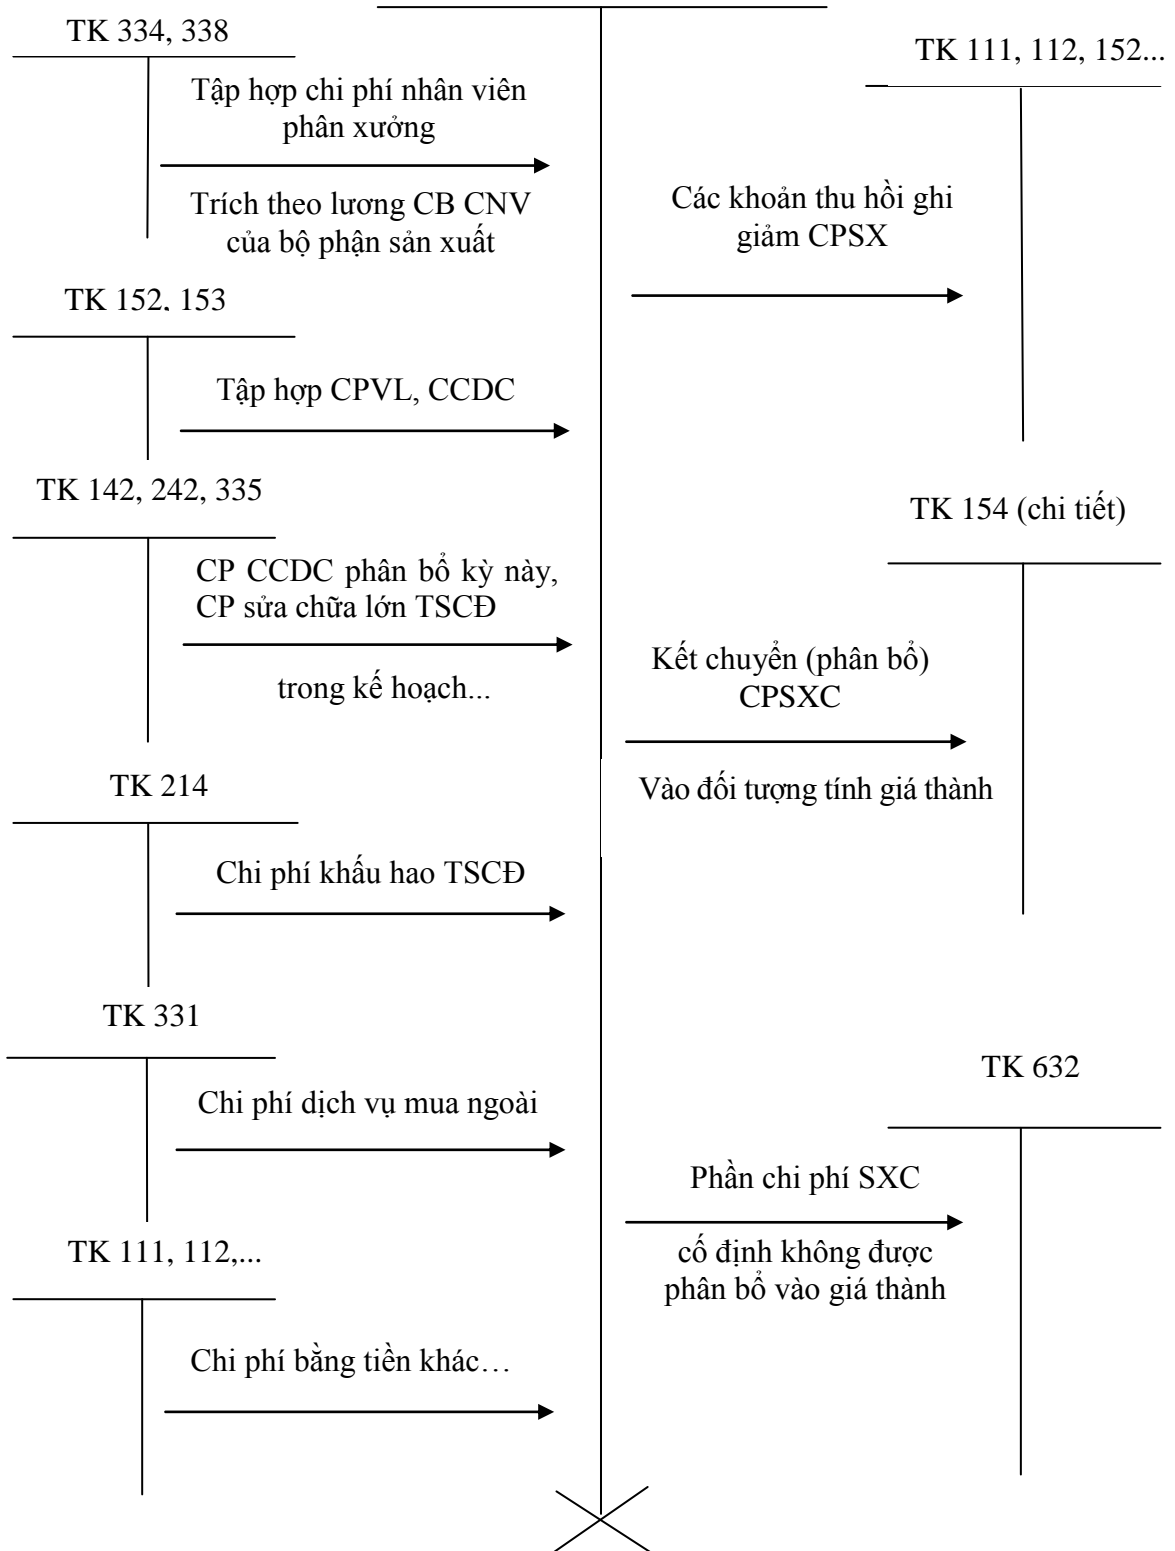 TK 334, 338
TK 111, 112, 152...
Tập hợp chi phí nhân viên
phân xưởng
Trích theo lương CB CNV
của bộ phận sản xuất
Các khoản thu hồi ghi
giảm CPSX
TK 152, 153
Tập hợp CPVL, CCDC
TK 142, 242, 335
TK 154 (chi tiết)
CP CCDC phân bổ kỳ này,
CP sửa chữa lớn TSCĐ
trong kế hoạch...
Kết chuyển (phân bổ)
CPSXC
Vào đối tượng tính giá thành
TK 214
Chi phí khấu hao TSCĐ
TK 331
TK 632
Chi phí dịch vụ mua ngoài
Phần chi phí SXC
cố định không được
phân bổ vào giá thành
TK 111, 112,...
Chi phí bằng tiền khác…